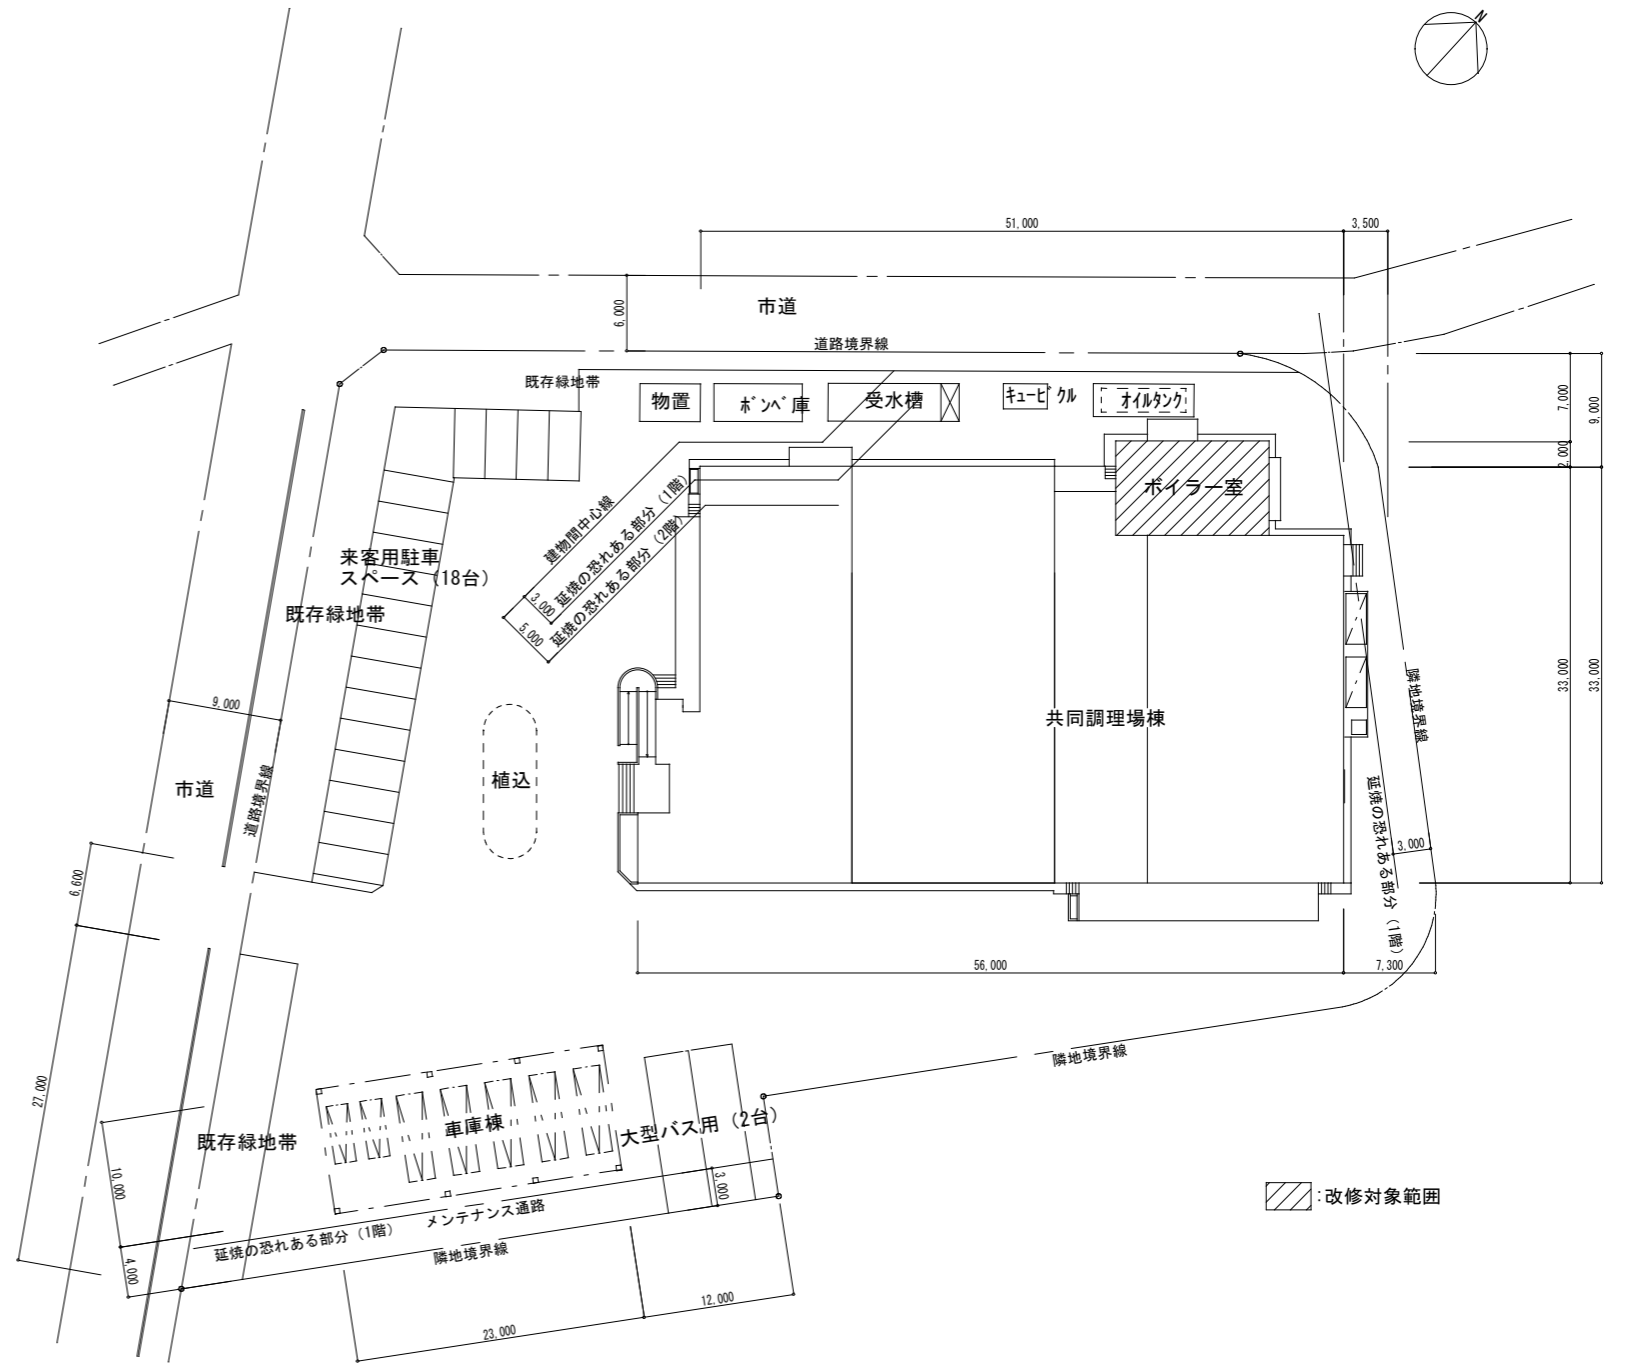 N
51,000
3,500
6,000
市道
道路境界線
既存緑地帯
物置
ボンベ庫
受水槽
キュービクル
オイルタンク
7,000
9,000
2,000
ボイラー室
建物間中心線
延焼の恐れある部分（1階）
延焼の恐れある部分（2階）
3,000
5,000
来客用駐車
スペース（18台）
既存緑地帯
33,000
33,000
隣地境界線
共同調理場棟
9,000
市道
道路境界線
植込
延焼の恐れある部分（1階）
3,000
6,600
56,000
7,300
27,000
隣地境界線
車庫棟
大型バス用（2台）
既存緑地帯
10,000
3,000
メンテナンス通路
延焼の恐れある部分（1階）
隣地境界線
4,000
12,000
23,000
:改修対象範囲